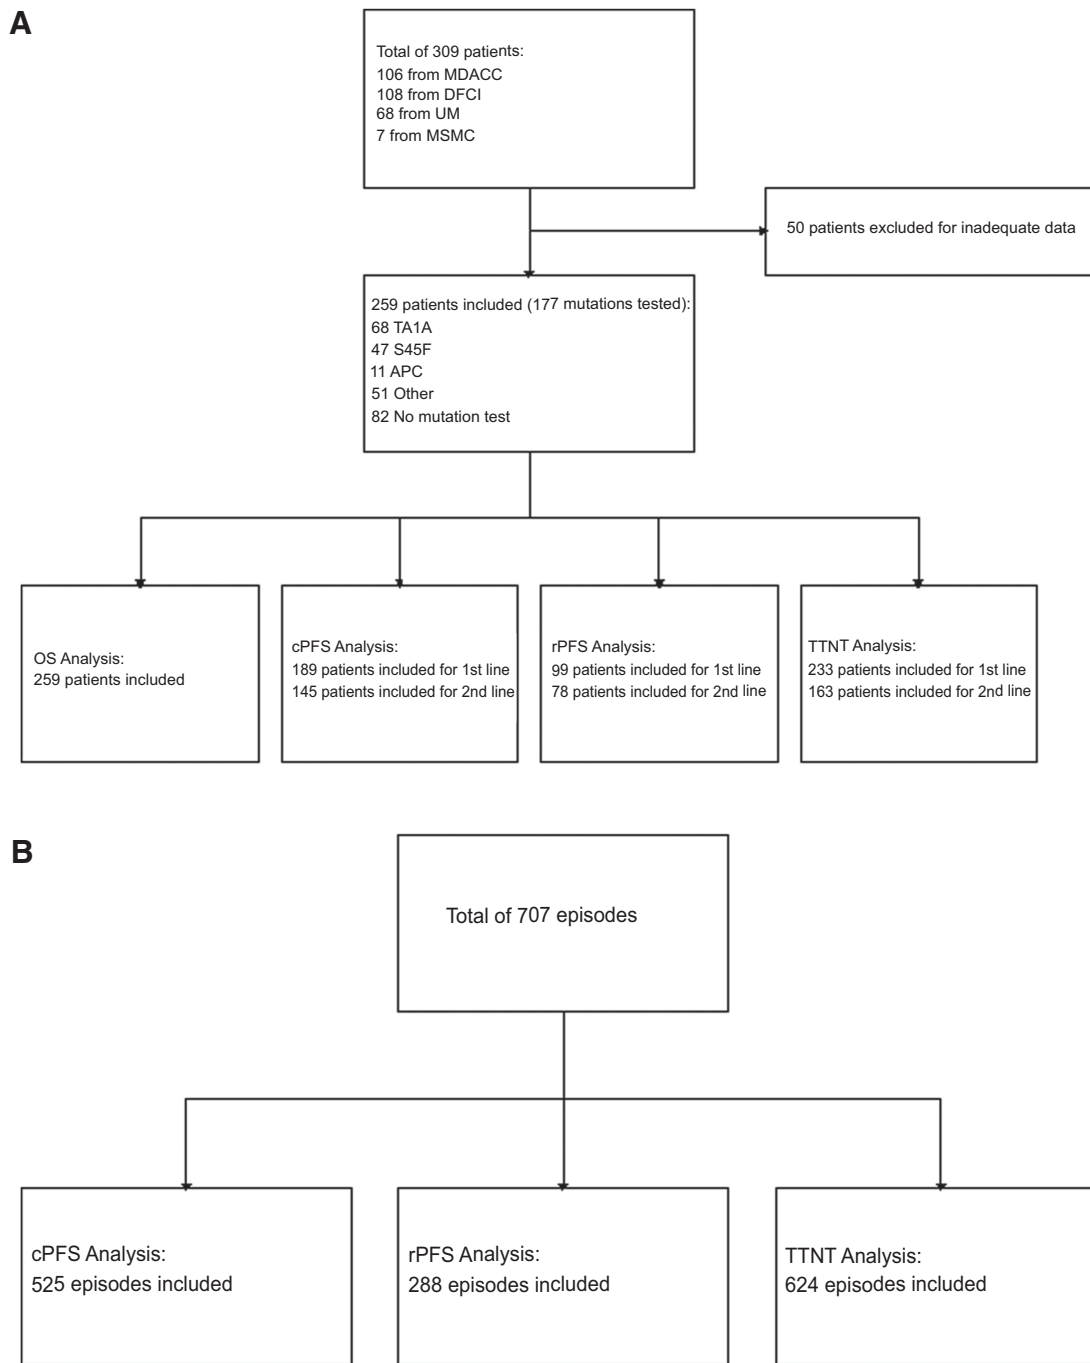 A
Total of 309 patients:
106 from MDACC
108 from DFCI
68 from UM
7 from MSMC
50 patients excluded for inadequate data
259 patients included (177 mutations tested):
68 TA1A
47 S45F
11 APC
51 Other
82 No mutation test
OS Analysis:
259 patients included
cPFS Analysis:
189 patients included for 1st line
145 patients included for 2nd line
rPFS Analysis:
99 patients included for 1st line
78 patients included for 2nd line
TTNT Analysis:
233 patients included for 1st line
163 patients included for 2nd line
B
Total of 707 episodes
cPFS Analysis:
525 episodes included
rPFS Analysis:
288 episodes included
TTNT Analysis:
624 episodes included